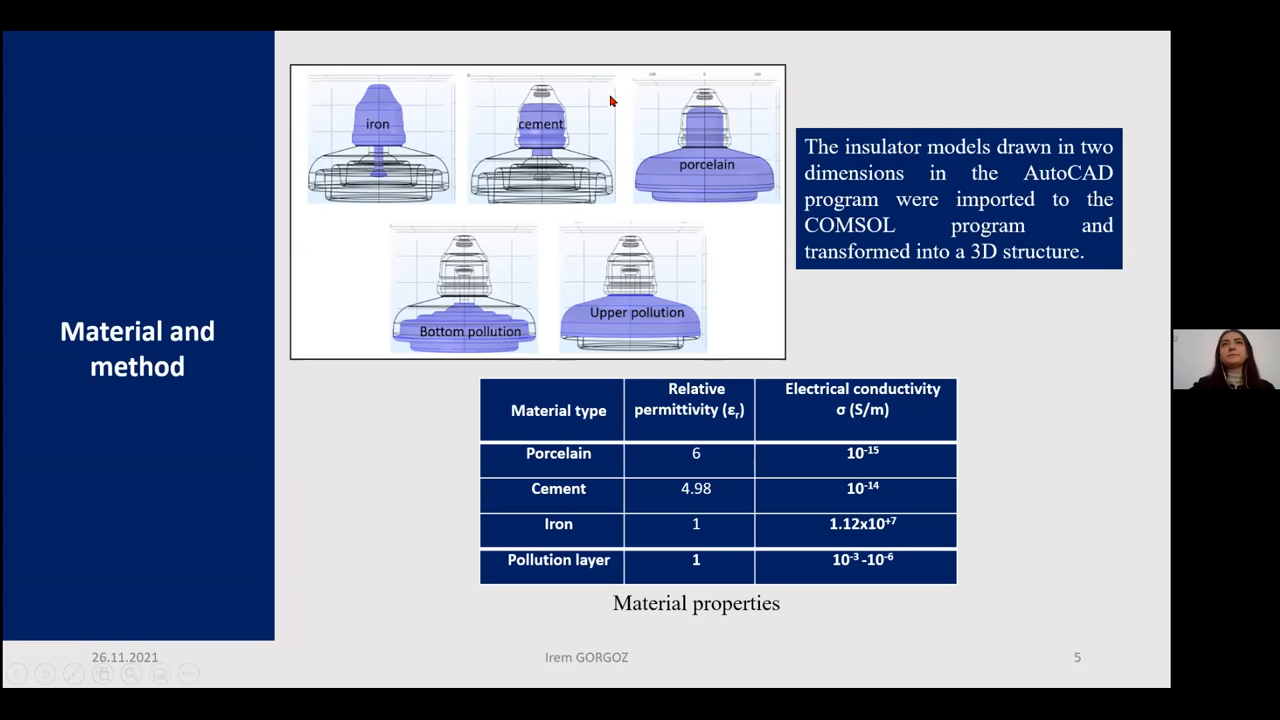 iron
cement
porcelain
Bottom pollution
Upper pollution
The insulator models drawn in two
dimensions in the AutoCAD
program were imported to the
COMSOL program and
transformed into a 3D structure.
Material and
method
Material type
Relative
permittivity (εᵣ)
Electrical conductivity
σ (S/m)
Porcelain 6 10⁻¹⁵
Cement 4.98 10⁻¹⁴
Iron 1 1.12x10⁺⁷
Pollution layer 1 10⁻³ -10⁻⁶
Material properties
26.11.2021
Irem GORGOZ
5